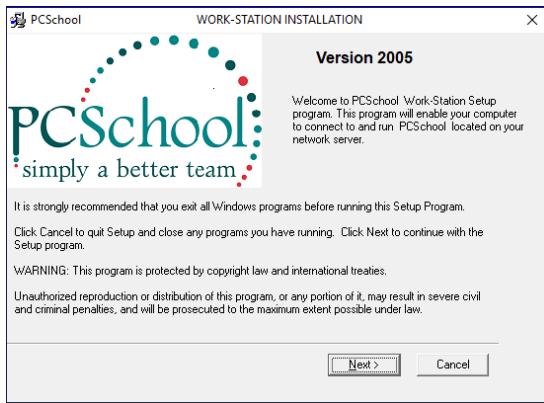 PCSchool WORK-STATION INSTALLATION
Version 2005
PCSchool
simply a better team
Welcome to PCSchool Work-Station Setup
program. This program will enable your computer
to connect to and run PCSchool located on your
network server.
It is strongly recommended that you exit all Windows programs before running this Setup Program.
Click Cancel to quit Setup and close any programs you have running. Click Next to continue with the
Setup program.
WARNING: This program is protected by copyright law and international treaties.
Unauthorized reproduction or distribution of this program, or any portion of it, may result in severe civil
and criminal penalties, and will be prosecuted to the maximum extent possible under law.
Next > Cancel